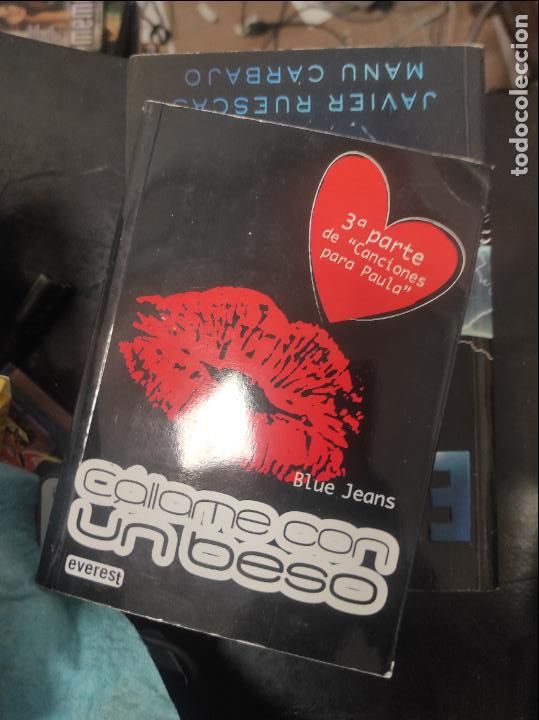 MANU CARBAJO
JAVIER RUESCAS
3ª parte
de "Canciones
para Paula"
Blue Jeans
Cállame con
un beso
everest
E
todocoleccion